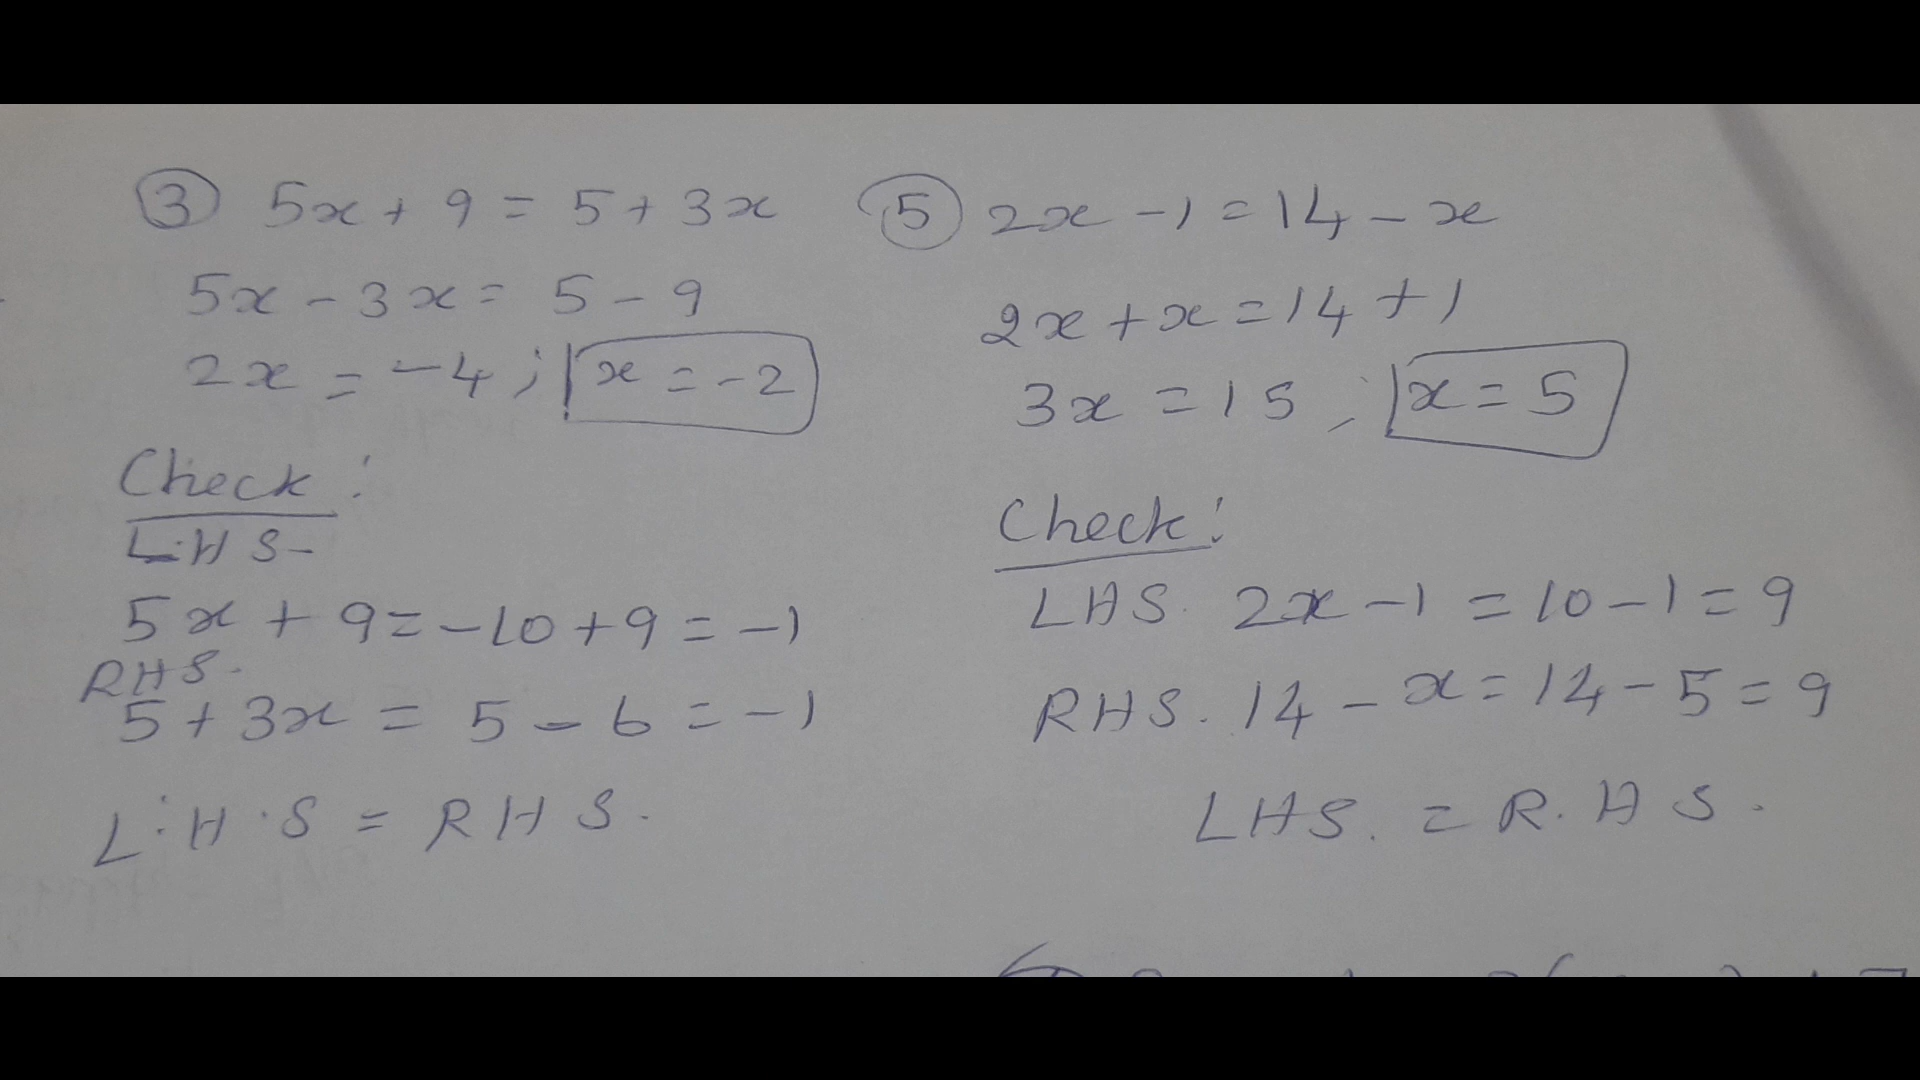 ③ 5x + 9 = 5 + 3x
5x - 3x = 5 - 9
2x = -4 ; x = -2
Check :
L.H S-
5x + 9 = -10 + 9 = -1
RHS.
5 + 3x = 5 - 6 = -1
L.H.S = RHS.
⑤ 2x - 1 = 14 - x
2x + x = 14 + 1
3x = 15 ; x = 5
Check :
LHS. 2x - 1 = 10 - 1 = 9
RHS. 14 - x = 14 - 5 = 9
LHS. = R.H S.